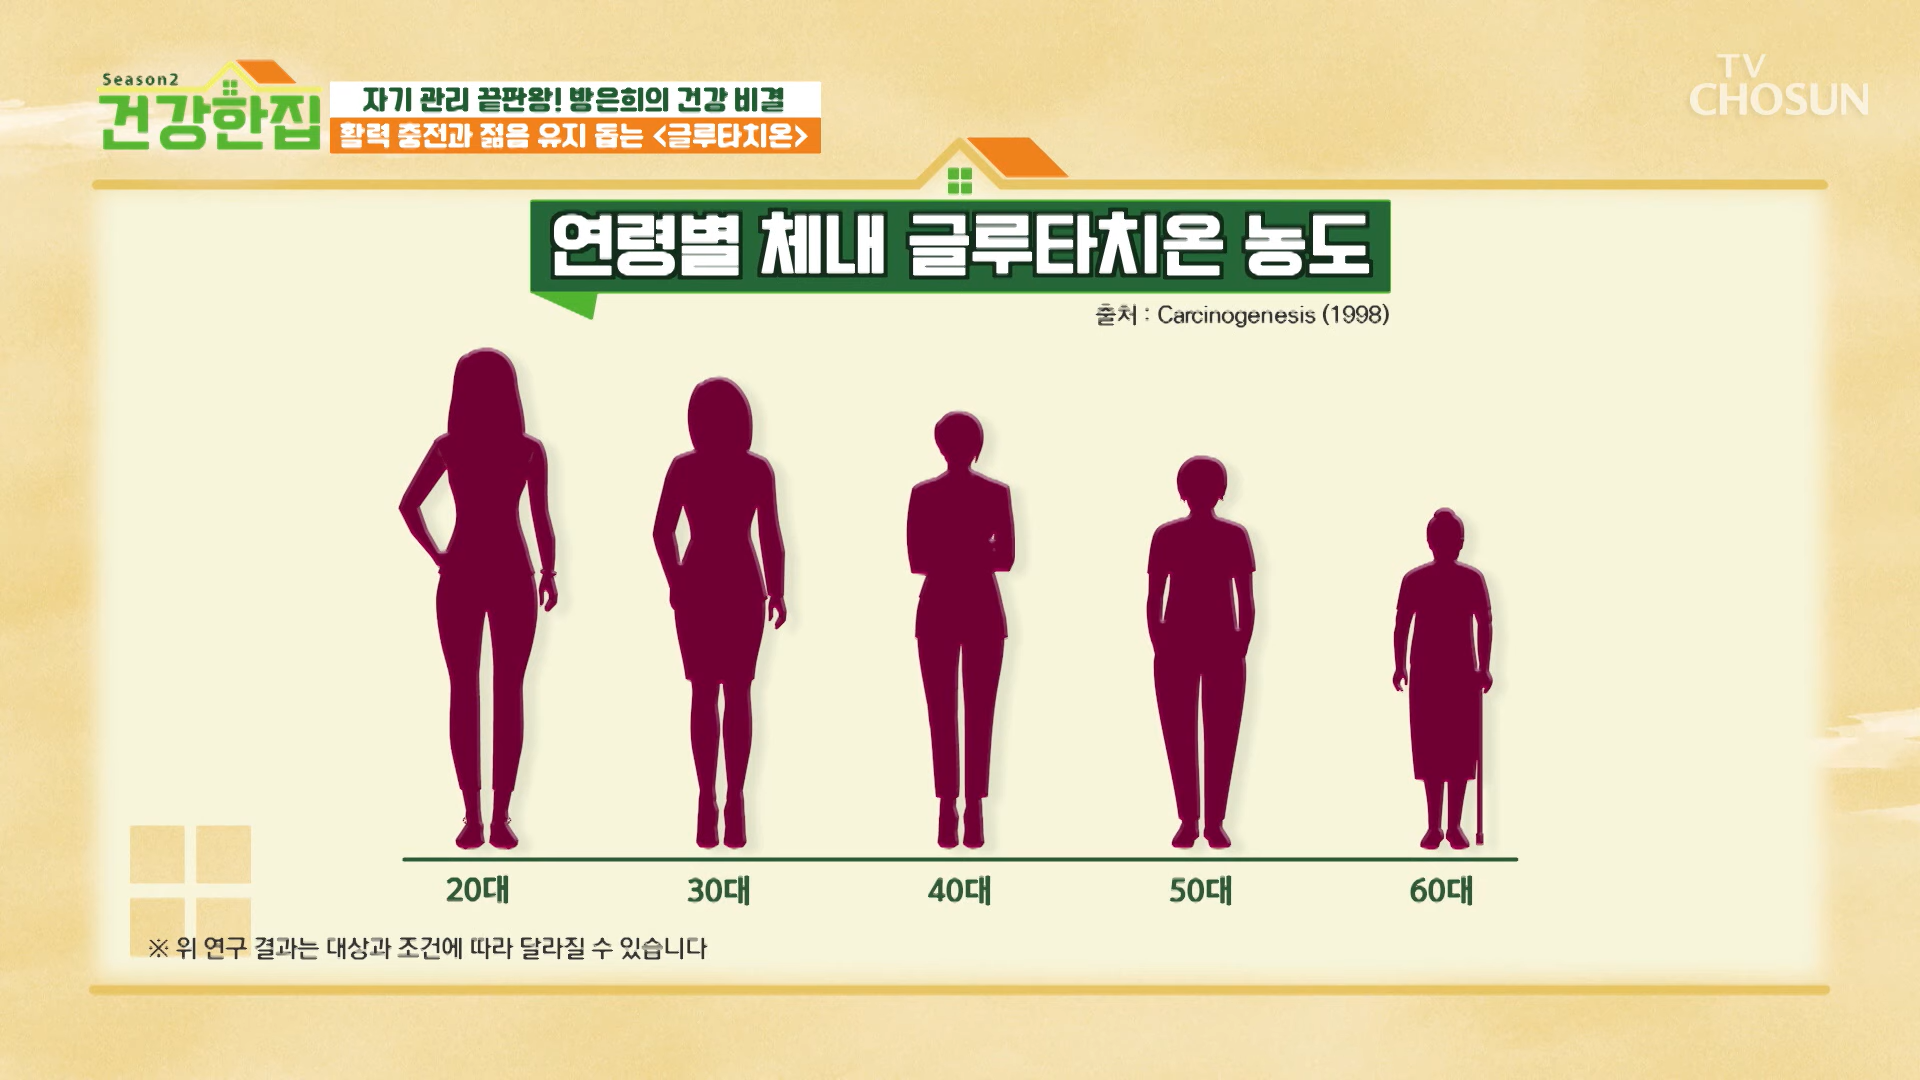 Season2
건강한집
자기 관리 끝판왕! 방은희의 건강 비결
활력 충전과 젊음 유지 돕는 <글루타치온>
TV
CHOSUN
연령별 체내 글루타치온 농도
출처 : Carcinogenesis (1998)
20대 30대 40대 50대 60대
※ 위 연구 결과는 대상과 조건에 따라 달라질 수 있습니다